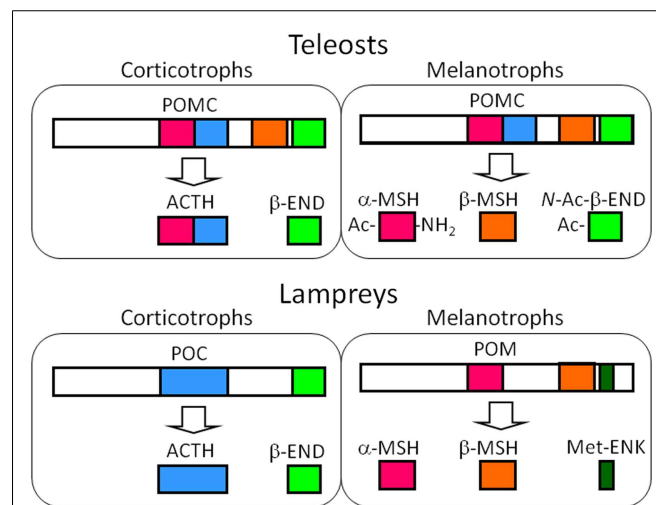 Teleosts
Corticotrophs
POMC
ACTH
β-END
Melanotrophs
POMC
α-MSH
β-MSH
N-Ac-β-END
Ac-
-NH₂
Ac-
Lampreys
Corticotrophs
POC
ACTH
β-END
Melanotrophs
POM
α-MSH
β-MSH
Met-ENK